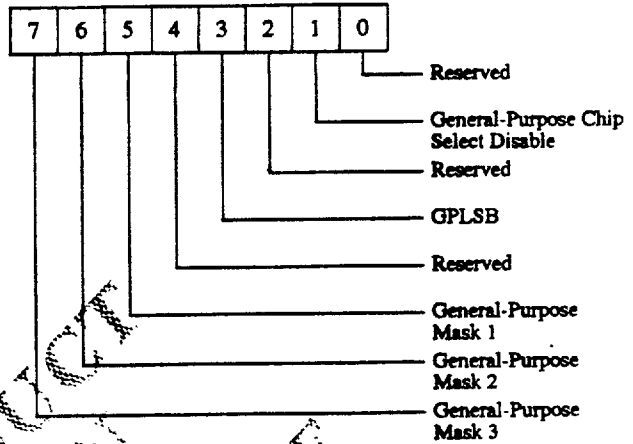 7 6 5 4 3 2 1 0
Reserved
General-Purpose Chip
Select Disable
Reserved
GPLSB
Reserved
General-Purpose
Mask 1
General-Purpose
Mask 2
General-Purpose
Mask 3